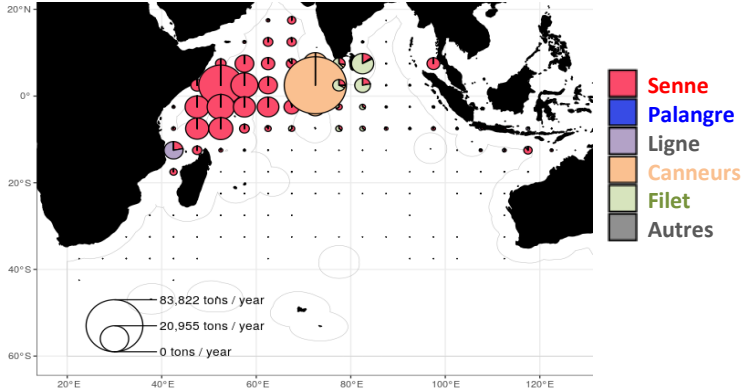 20°N
0°
20°S
40°S
60°S
20°E
40°E
60°E
80°E
100°E
120°E
83,822 tons / year
20,955 tons / year
0 tons / year
Senne
Palangre
Ligne
Canneurs
Filet
Autres